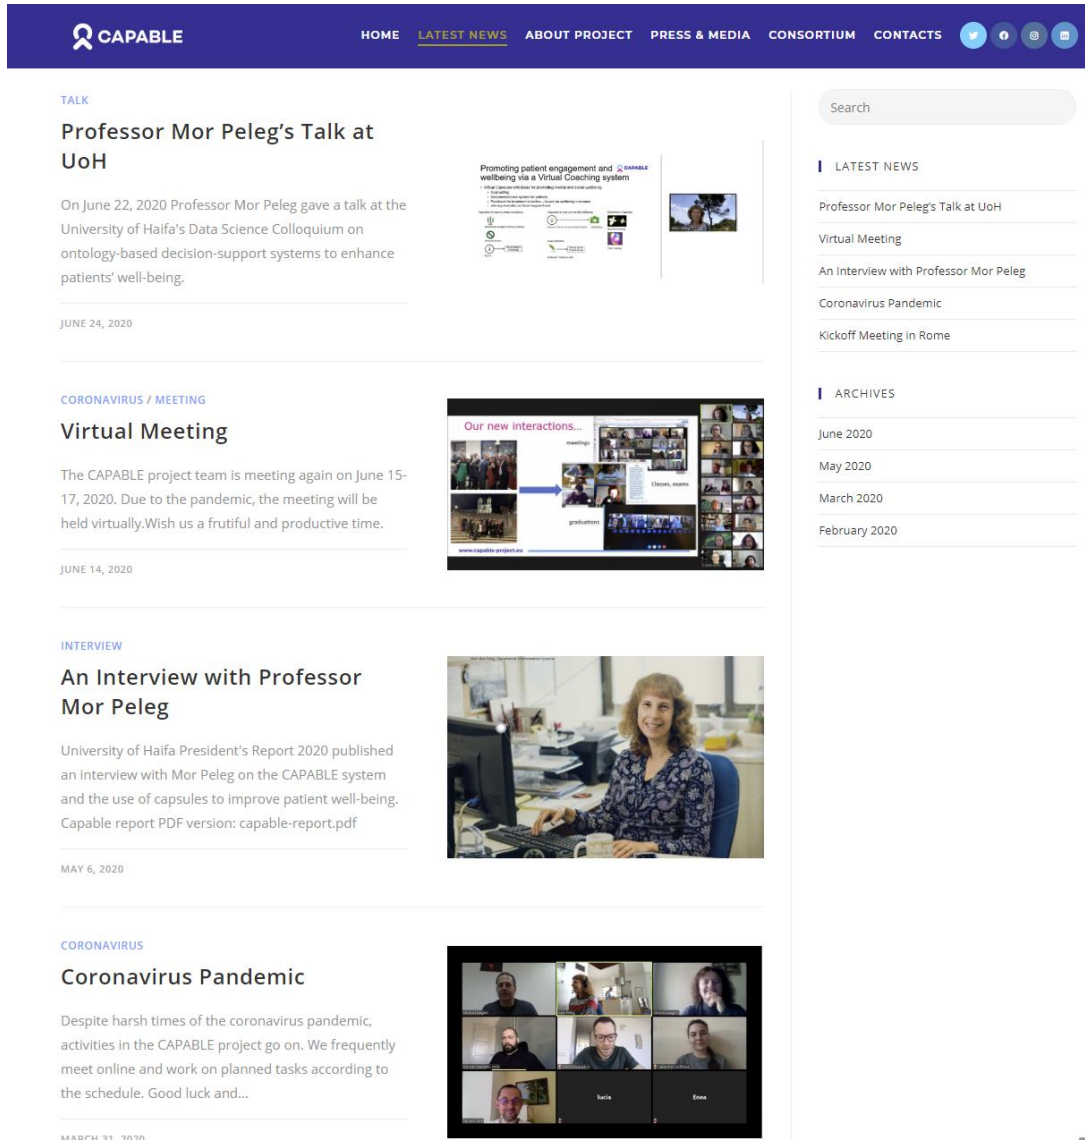 CAPABLE
HOME LATEST NEWS ABOUT PROJECT PRESS & MEDIA CONSORTIUM CONTACTS
TALK
Professor Mor Peleg's Talk at
UoH
On June 22, 2020 Professor Mor Peleg gave a talk at the
University of Haifa's Data Science Colloquium on
ontology-based decision-support systems to enhance
patients' well-being.
JUNE 24, 2020
Promoting patient engagement and CAPABLE
wellbeing via a Virtual Coaching system
CORONAVIRUS / MEETING
Virtual Meeting
The CAPABLE project team is meeting again on June 15-
17, 2020. Due to the pandemic, the meeting will be
held virtually.Wish us a frutiful and productive time.
JUNE 14, 2020
Our new interactions...
meetings
Classes, exams
graduations
www.capable-project.eu
INTERVIEW
An Interview with Professor
Mor Peleg
University of Haifa President's Report 2020 published
an interview with Mor Peleg on the CAPABLE system
and the use of capsules to improve patient well-being.
Capable report PDF version: capable-report.pdf
MAY 6, 2020
CORONAVIRUS
Coronavirus Pandemic
Despite harsh times of the coronavirus pandemic,
activities in the CAPABLE project go on. We frequently
meet online and work on planned tasks according to
the schedule. Good luck and...
MARCH 31, 2020
lucia
Enea
Search
LATEST NEWS
Professor Mor Peleg's Talk at UoH
Virtual Meeting
An Interview with Professor Mor Peleg
Coronavirus Pandemic
Kickoff Meeting in Rome
ARCHIVES
June 2020
May 2020
March 2020
February 2020